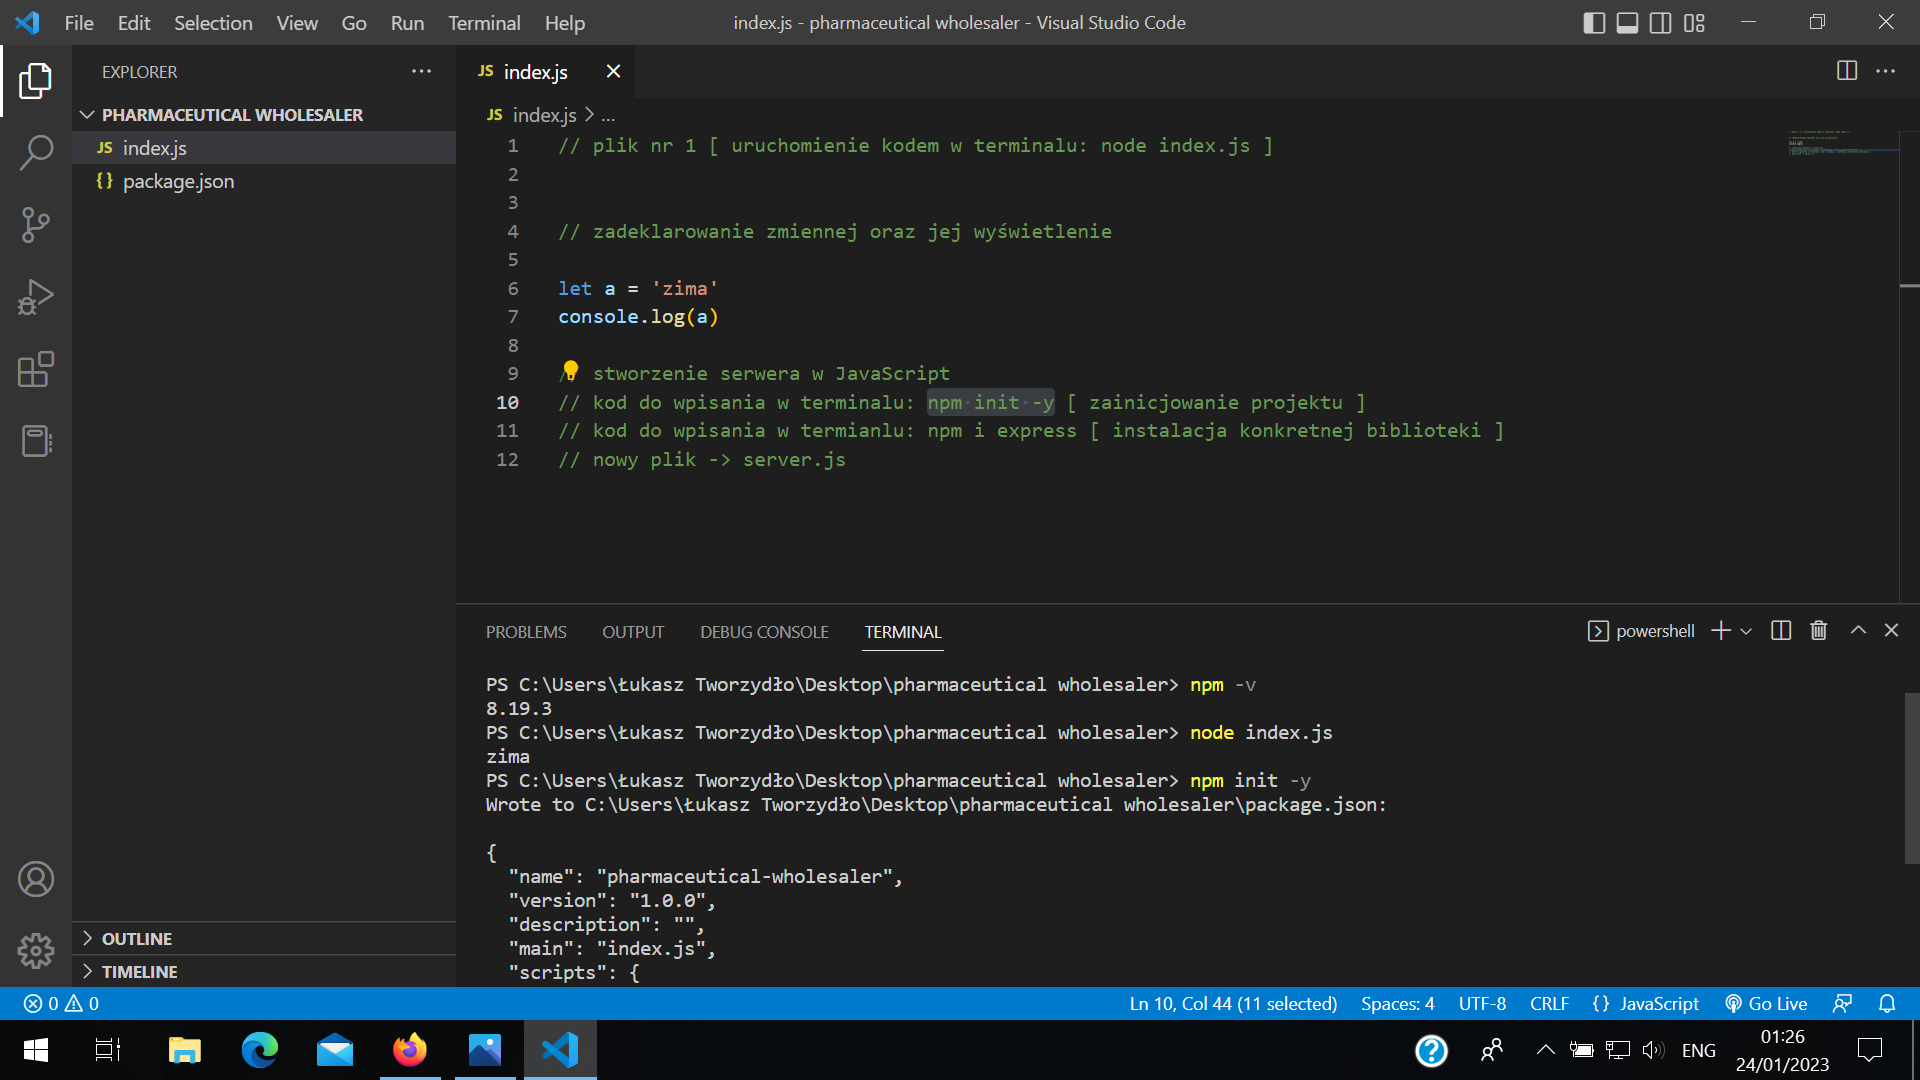 File Edit Selection View Go Run Terminal Help
index.js - pharmaceutical wholesaler - Visual Studio Code
EXPLORER
PHARMACEUTICAL WHOLESALER
JS index.js
{} package.json
OUTLINE
TIMELINE
JS index.js
JS index.js > ...
1 // plik nr 1 [ uruchomienie kodem w terminalu: node index.js ]
2
3
4 // zadeklarowanie zmiennej oraz jej wyświetlenie
5
6 let a = 'zima'
7 console.log(a)
8
9 // stworzenie serwera w JavaScript
10 // kod do wpisania w terminalu: npm init -y [ zainicjowanie projektu ]
11 // kod do wpisania w termianlu: npm i express [ instalacja konkretnej biblioteki ]
12 // nowy plik -> server.js
PROBLEMS OUTPUT DEBUG CONSOLE TERMINAL
powershell
PS C:\Users\Łukasz Tworzydło\Desktop\pharmaceutical wholesaler> npm -v
8.19.3
PS C:\Users\Łukasz Tworzydło\Desktop\pharmaceutical wholesaler> node index.js
zima
PS C:\Users\Łukasz Tworzydło\Desktop\pharmaceutical wholesaler> npm init -y
Wrote to C:\Users\Łukasz Tworzydło\Desktop\pharmaceutical wholesaler\package.json:
{
"name": "pharmaceutical-wholesaler",
"version": "1.0.0",
"description": "",
"main": "index.js",
"scripts": {
0 0
Ln 10, Col 44 (11 selected) Spaces: 4 UTF-8 CRLF {} JavaScript Go Live
ENG
01:26
24/01/2023